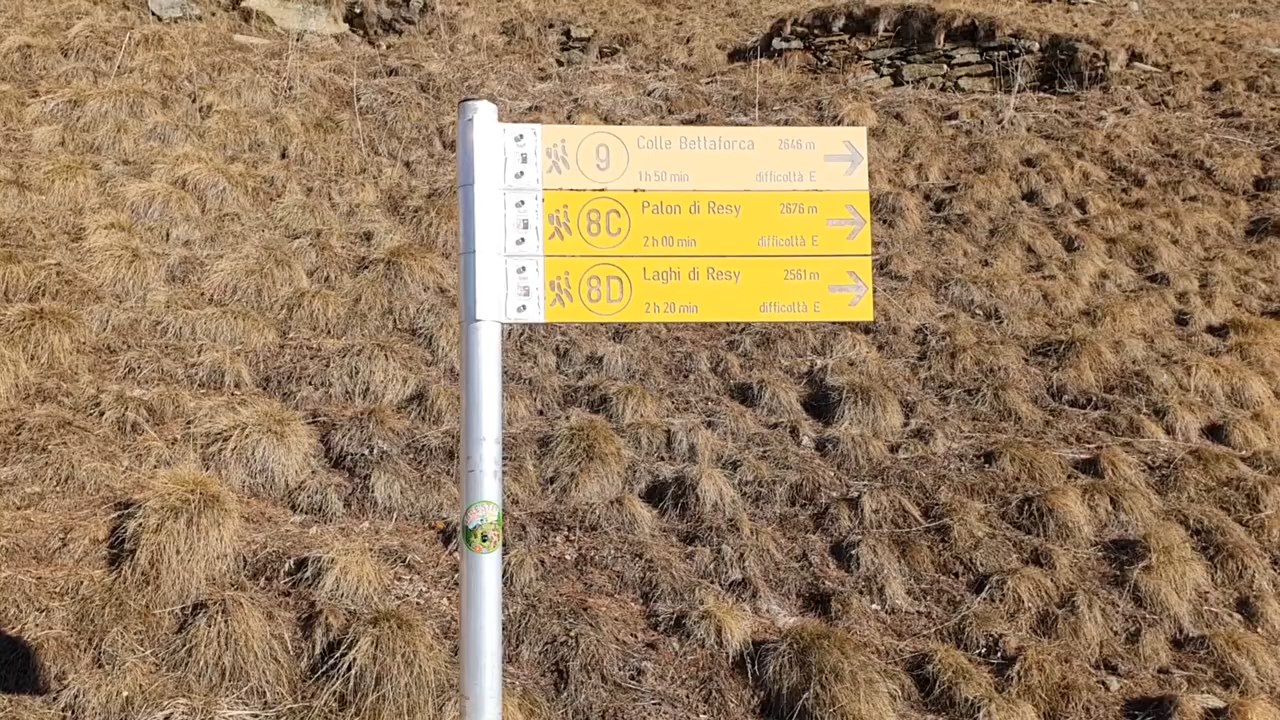 9 Colle Bettaforca 2646 m
1 h 50 min difficoltà E
8C Palon di Resy 2676 m
2 h 00 min difficoltà E
8D Laghi di Resy 2561 m
2 h 20 min difficoltà E